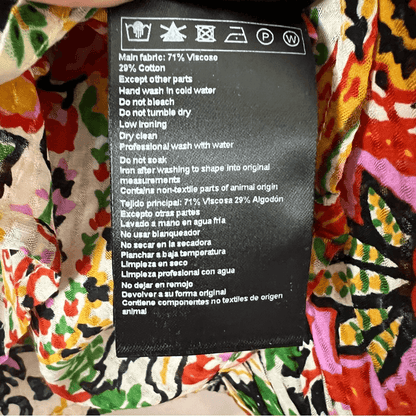 P W
Main fabric: 71% Viscose
29% Cotton
Except other parts
Hand wash in cold water
Do not bleach
Do not tumble dry
Low ironing
Dry clean
Professional wash with water
Do not soak
Iron after washing to shape into original
measurements
Contains non-textile parts of animal origin
Tejido principal: 71% Viscosa 29% Algodón
Excepto otras partes
Lavado a mano en agua fría
No usar blanqueador
No secar en la secadora
Planchar a baja temperatura
Limpieza en seco
Limpieza profesional con agua
No dejar en remojo
Devolver a su forma original
Contiene componentes no textiles de origen
animal